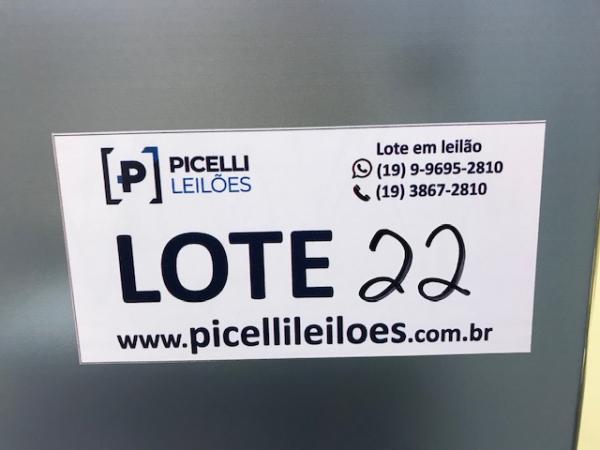 P
PICELLI
LEILÕES
Lote em leilão
(19) 9-9695-2810
(19) 3867-2810
LOTE 22
www.picellileiloes.com.br